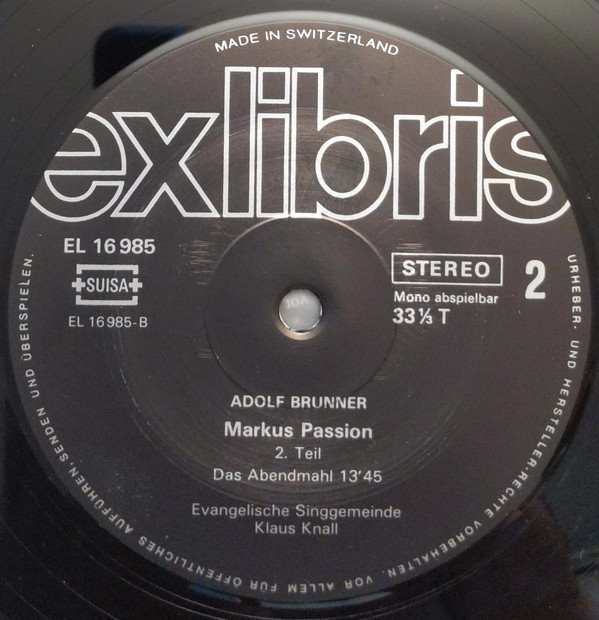 MADE IN SWITZERLAND
exlibris
EL 16 985
SUISA
EL 16 985-B
STEREO
2
Mono abspielbar
33⅓ T
ADOLF BRUNNER
Markus Passion
2. Teil
Das Abendmahl 13'45
Evangelische Singgemeinde
Klaus Knall
URHEBER- UND HERSTELLER-RECHTE VORBEHALTEN. VOR ALLEM FÜR ÖFFENTLICHES AUFFÜHREN, SENDEN UND ÜBERSPIELEN.